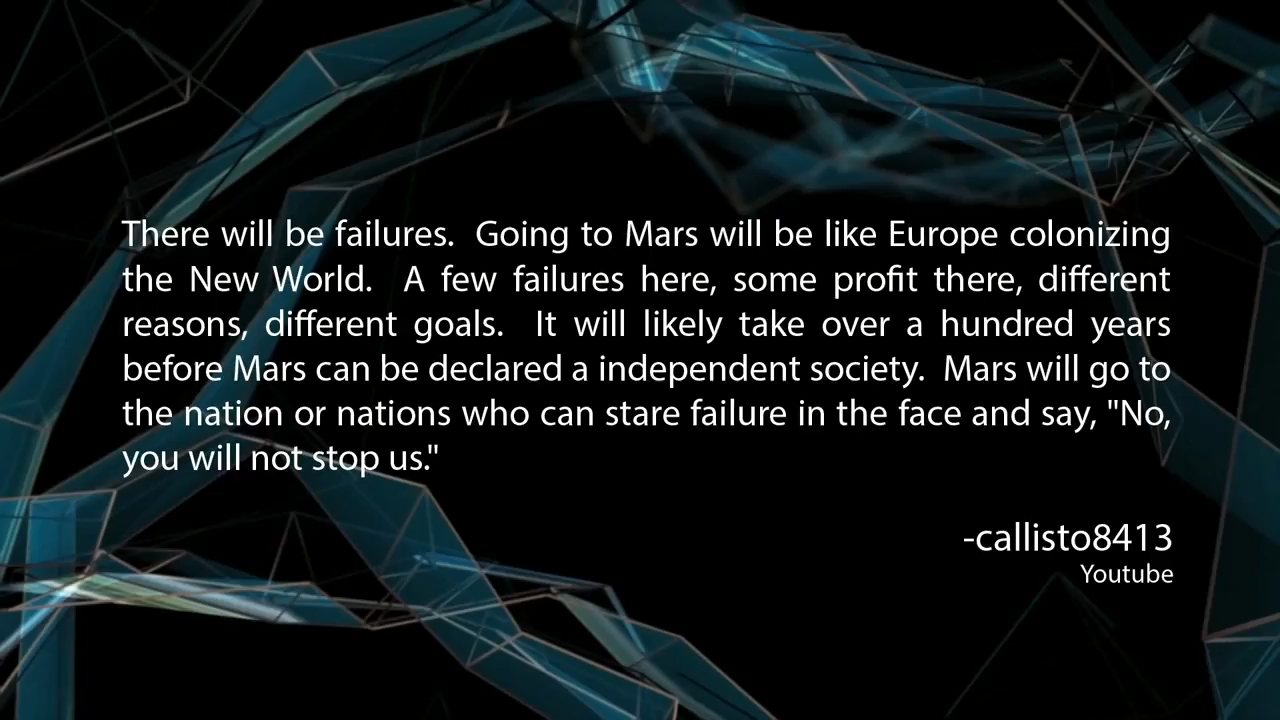 There will be failures.  Going to Mars will be like Europe colonizing
the New World.  A few failures here, some profit there, different
reasons, different goals.  It will likely take over a hundred years
before Mars can be declared a independent society.  Mars will go to
the nation or nations who can stare failure in the face and say, "No,
you will not stop us."
-callisto8413
Youtube